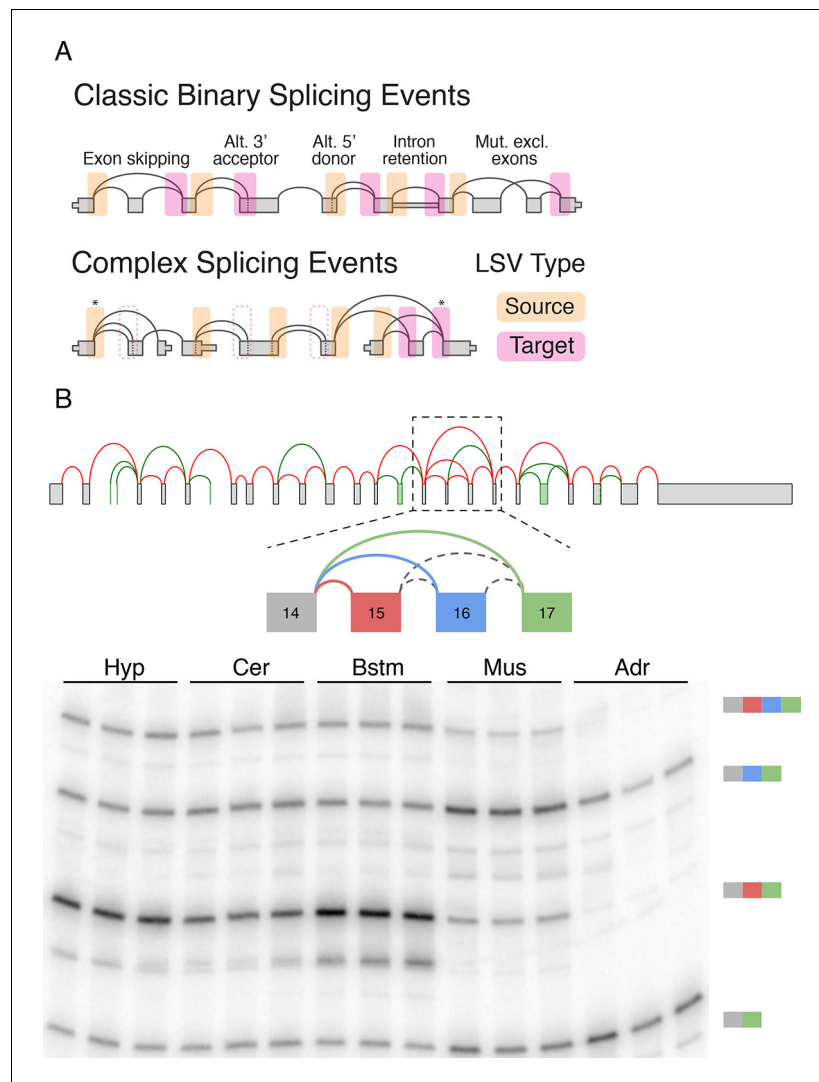 A
Classic Binary Splicing Events
Exon skipping
Alt. 3'
acceptor
Alt. 5'
donor
Intron
retention
Mut. excl.
exons
Complex Splicing Events
LSV Type
*
*
Source
Target
B
14
15
16
17
Hyp
Cer
Bstm
Mus
Adr